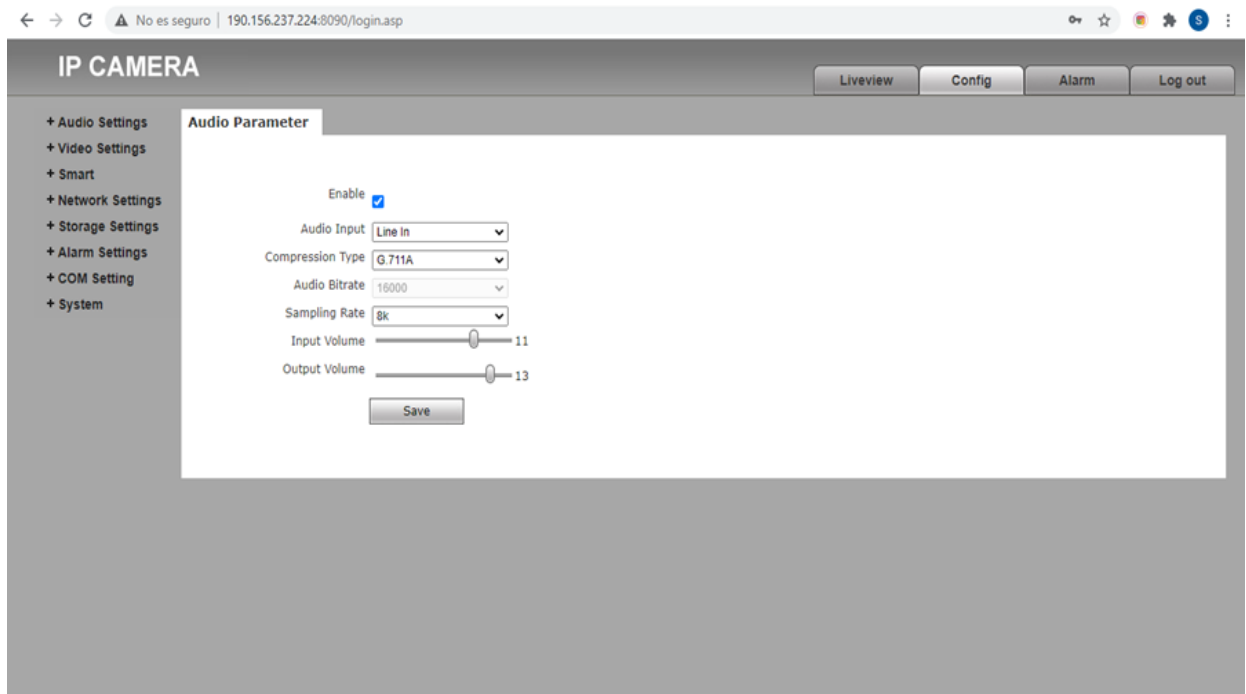 No es seguro | 190.156.237.224:8090/login.asp
S
IP CAMERA
Liveview Config Alarm Log out
+ Audio Settings
+ Video Settings
+ Smart
+ Network Settings
+ Storage Settings
+ Alarm Settings
+ COM Setting
+ System
Audio Parameter
Enable
Audio Input Line In
Compression Type G.711A
Audio Bitrate 16000
Sampling Rate 8k
Input Volume 11
Output Volume 13
Save